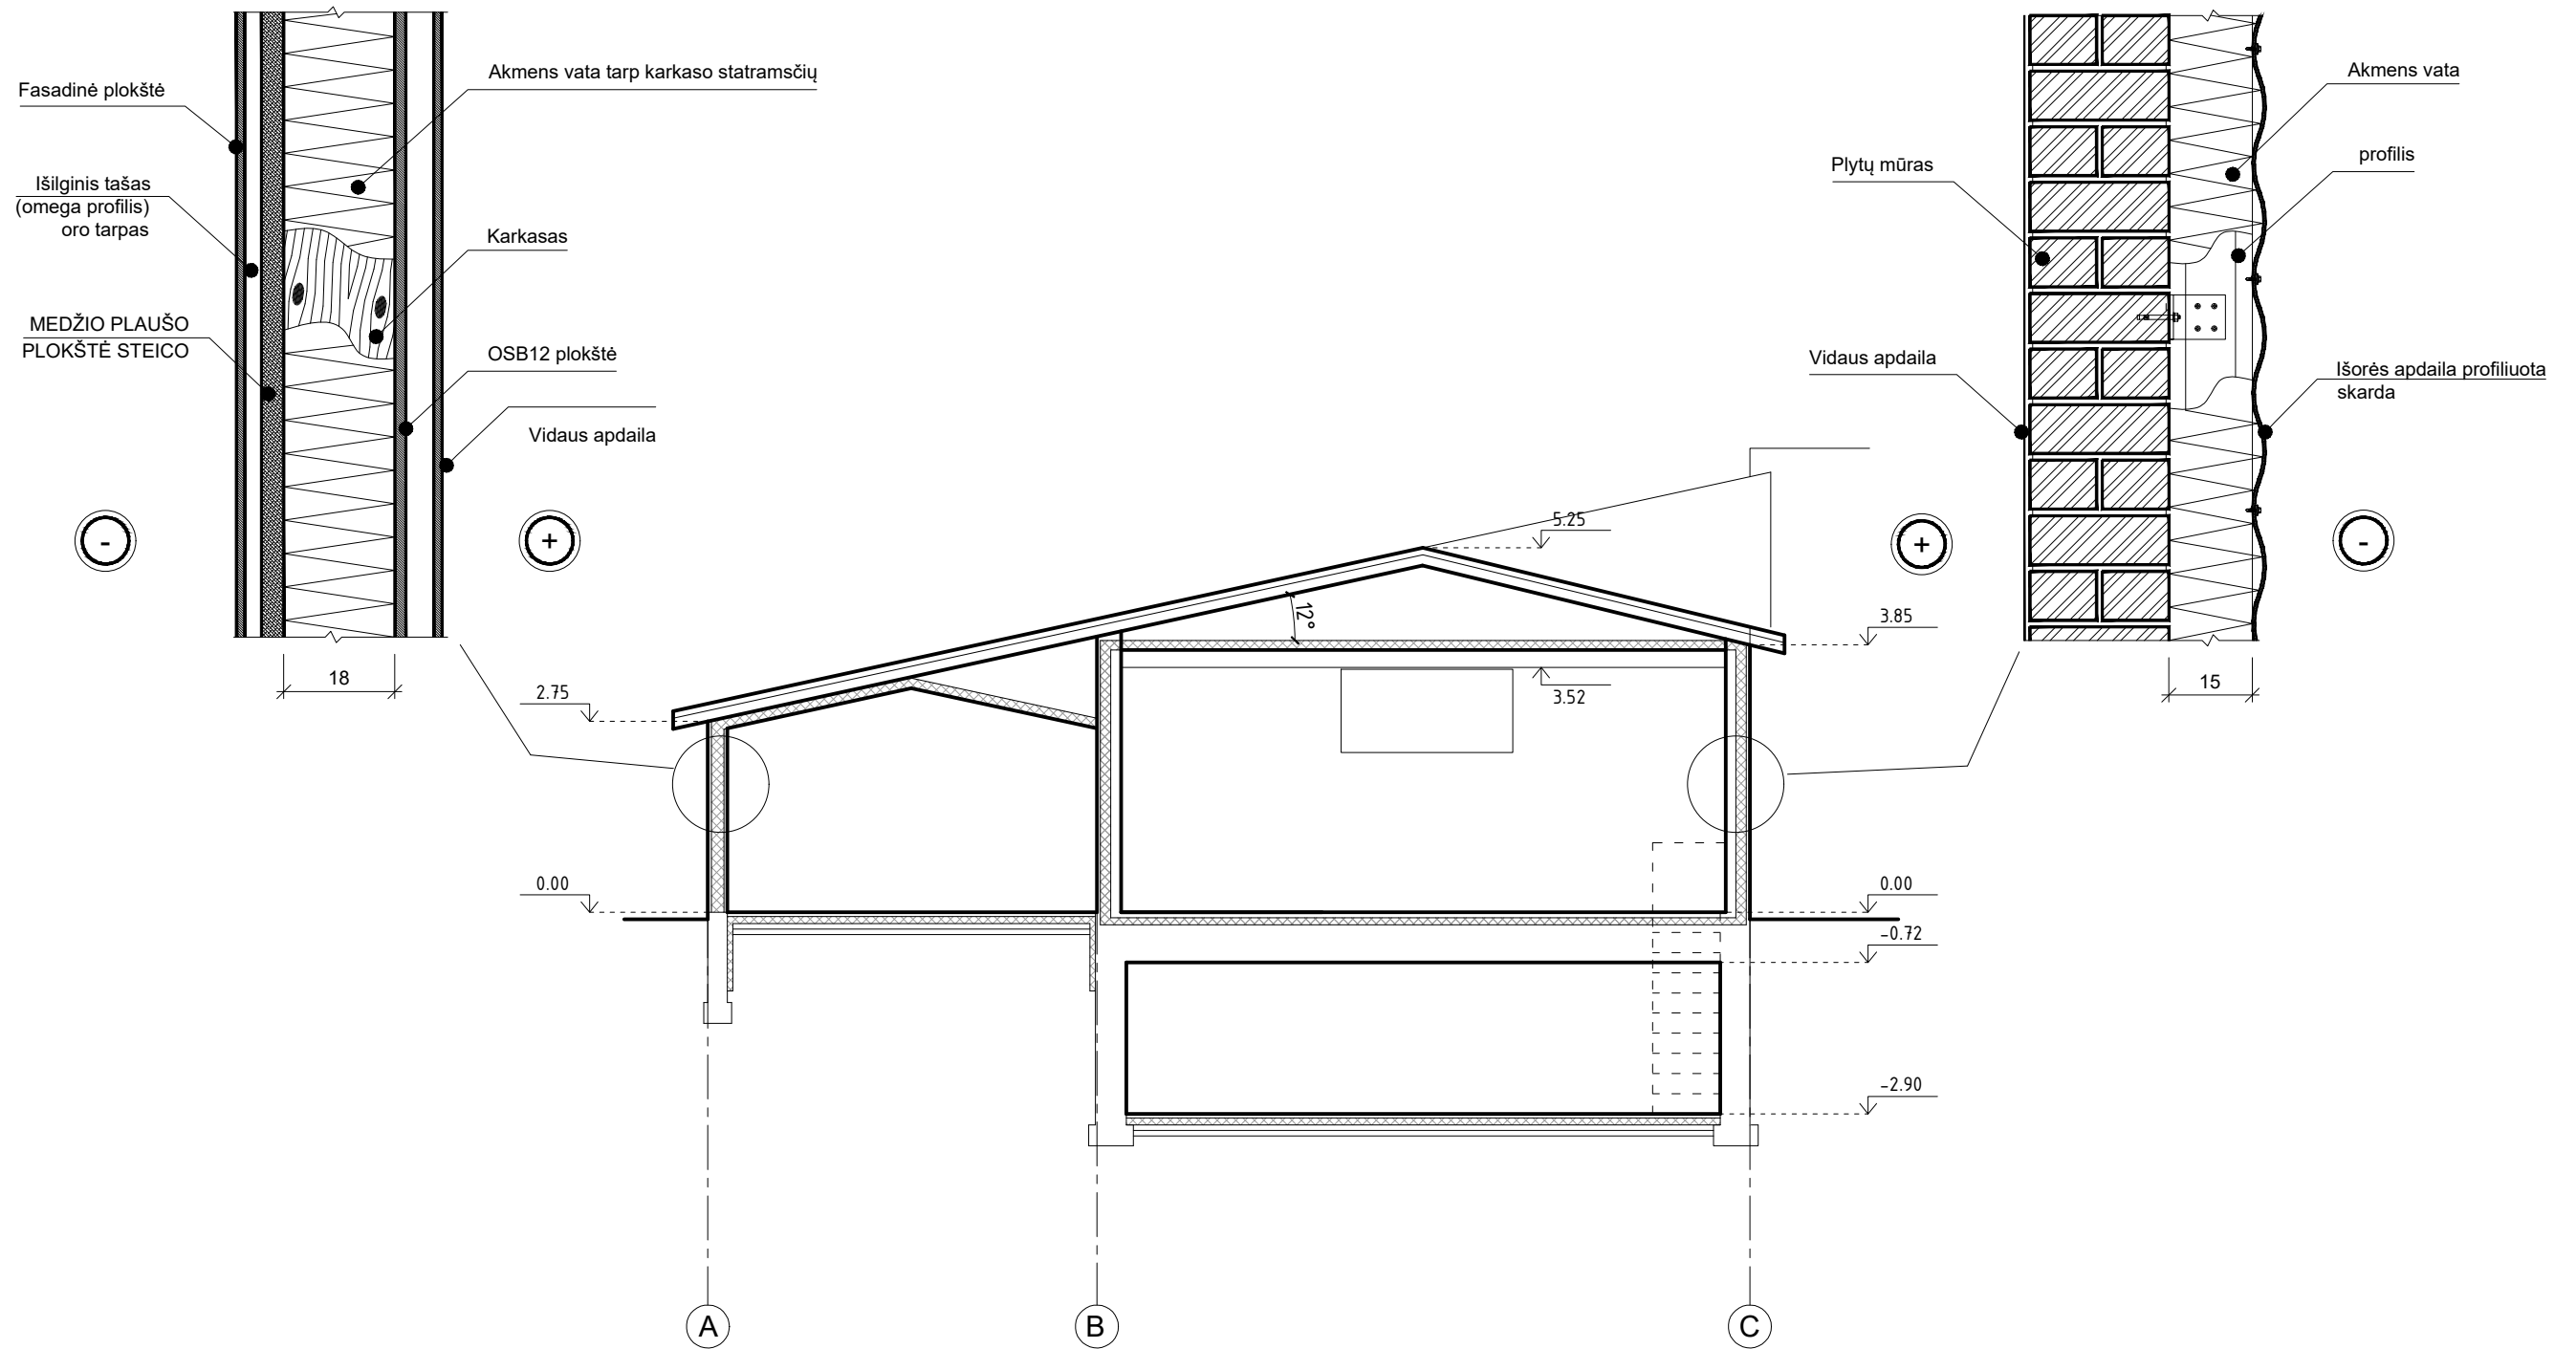 Fasadinė plokštė
Išilginis tašas
(omega profilis)
oro tarpas
MEDŽIO PLAUŠO
PLOKŠTĖ STEICO
Akmens vata tarp karkaso statramsčių
Karkasas
OSB12 plokštė
Vidaus apdaila
-
+
18
Plytų mūras
Vidaus apdaila
Akmens vata
profilis
Išorės apdaila profiliuota
skarda
+
-
15
5.25
12°
3.85
3.52
2.75
0.00
0.00
-0.72
-2.90
A
B
C